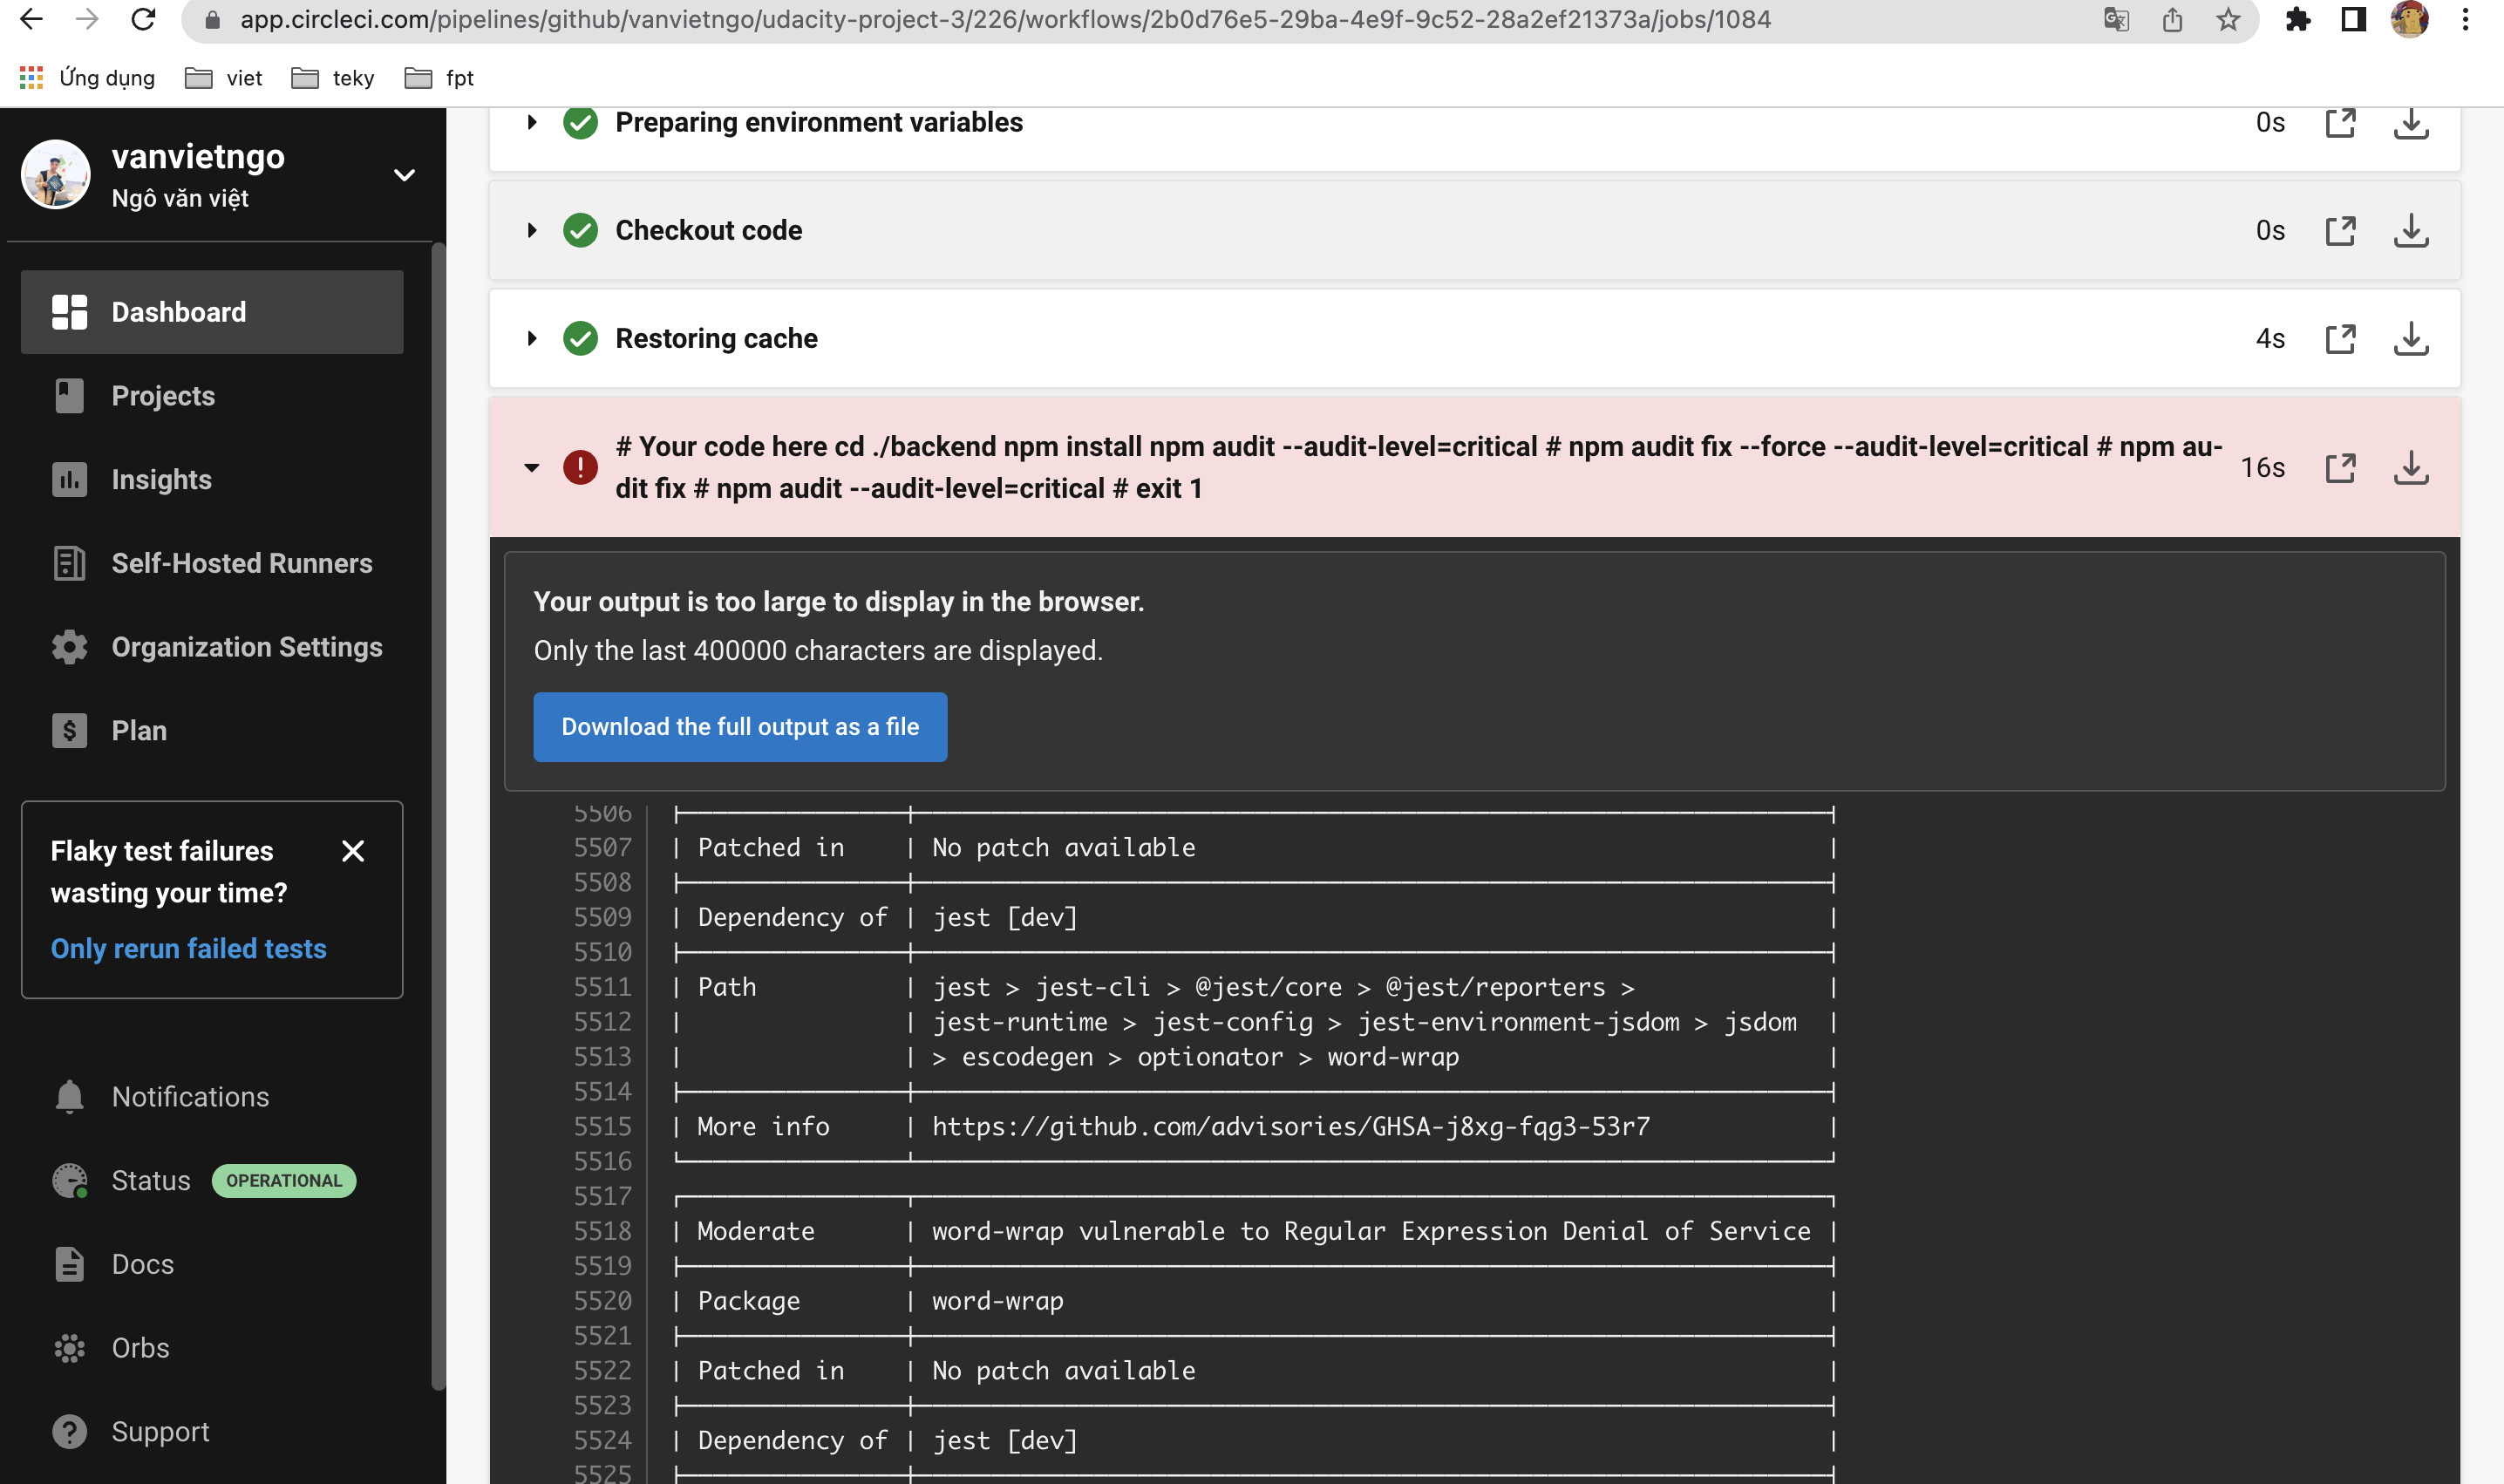 app.circleci.com/pipelines/github/vanvietngo/udacity-project-3/226/workflows/2b0d76e5-29ba-4e9f-9c52-28a2ef21373a/jobs/1084
Ứng dụng
viet
teky
fpt
vanvietngo
Ngô văn việt
Dashboard
Projects
Insights
Self-Hosted Runners
Organization Settings
$
Plan
Flaky test failures
wasting your time?
Only rerun failed tests
Notifications
Status OPERATIONAL
Docs
Orbs
? Support
Preparing environment variables 0s
Checkout code 0s
Restoring cache 4s
# Your code here cd ./backend npm install npm audit --audit-level=critical # npm audit fix --force --audit-level=critical # npm au-
dit fix # npm audit --audit-level=critical # exit 1
16s
Your output is too large to display in the browser.
Only the last 400000 characters are displayed.
Download the full output as a file
5506
5507 | Patched in | No patch available |
5508
5509 | Dependency of | jest [dev] |
5510
5511 | Path | jest > jest-cli > @jest/core > @jest/reporters > |
5512 | | jest-runtime > jest-config > jest-environment-jsdom > jsdom |
5513 | | > escodegen > optionator > word-wrap |
5514
5515 | More info | https://github.com/advisories/GHSA-j8xg-fqg3-53r7 |
5516
5517
5518 | Moderate | word-wrap vulnerable to Regular Expression Denial of Service |
5519
5520 | Package | word-wrap |
5521
5522 | Patched in | No patch available |
5523
5524 | Dependency of | jest [dev] |
5525